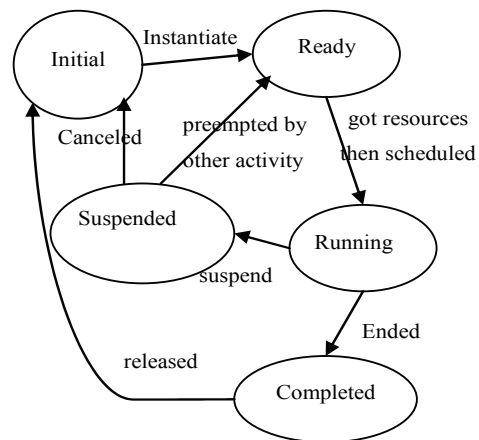 Instantiate
Initial
Ready
Canceled
preempted by
other activity
got resources
then scheduled
Suspended
Running
suspend
Ended
released
Completed